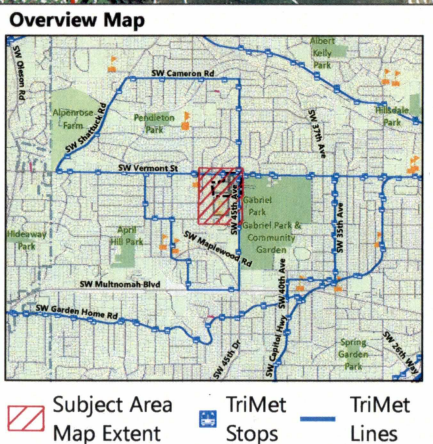 Overview Map
SW Oleson Rd
Albert
Kelly
Park
SW Cameron Rd
Alpenrose
Farm
SW Shattuck Rd
Pendleton
Park
SW 37th Ave
Hillsdale
Park
SW Vermont St
SW 45th Ave
Gabriel
Park
Gabriel Park &
Community
Garden
SW 35th Ave
Hideaway
Park
April
Hill Park
SW Maplewood Rd
SW 40th Ave
SW Multnomah Blvd
SW Garden Home Rd
SW 45th Dr
SW Capitol Hwy
Spring
Garden
Park
SW 26th Way
Subject Area
Map Extent
TriMet
Stops
TriMet
Lines